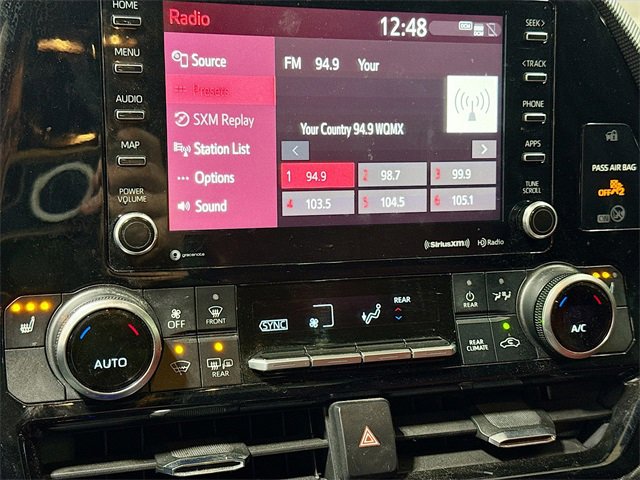 HOME
MENU
AUDIO
MAP
POWER
VOLUME
Radio
12:48
Source
Presets
SXM Replay
Station List
Options
Sound
FM 94.9 Your
Your Country 94.9 WQMX
1 94.9
2 98.7
3 99.9
4 103.5
5 104.5
6 105.1
gracenote
SiriusXM
HD Radio
SEEK>
<TRACK
PHONE
APPS
TUNE
SCROLL
PASS AIR BAG
OFF
ON
AUTO
OFF
FRONT
REAR
SYNC
REAR
REAR
REAR
CLIMATE
A/C